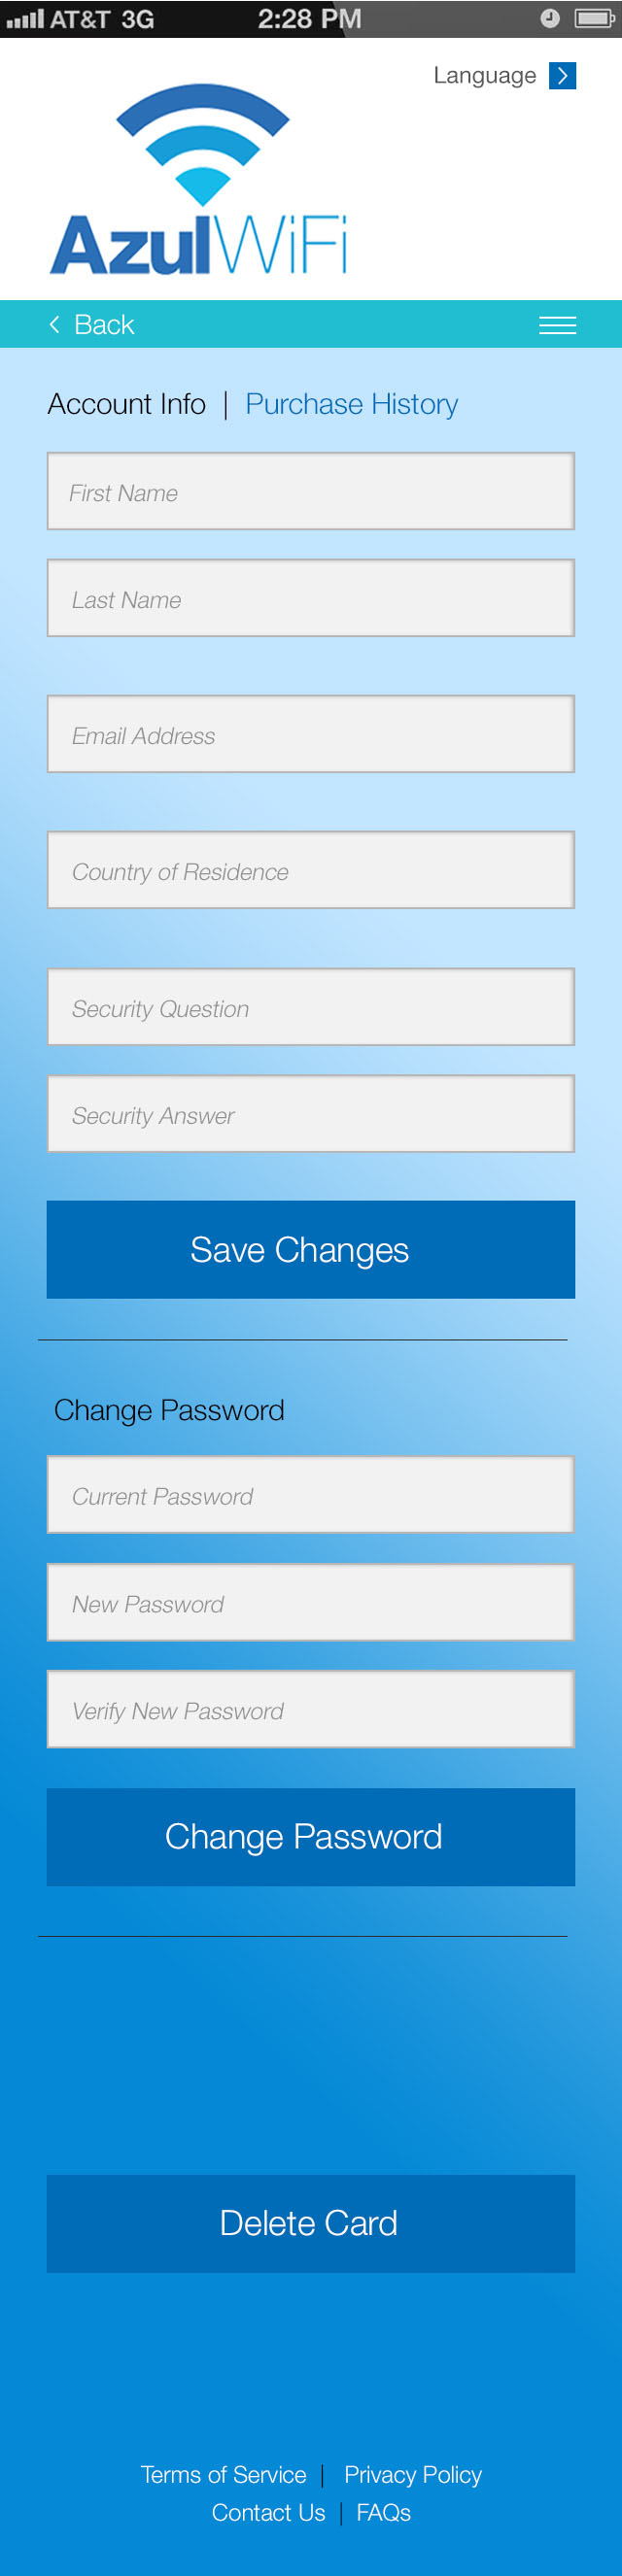 AT&T 3G 2:28 PM
Language
AzulWiFi
Back
Account Info | Purchase History
First Name
Last Name
Email Address
Country of Residence
Security Question
Security Answer
Save Changes
Change Password
Current Password
New Password
Verify New Password
Change Password
Delete Card
Terms of Service | Privacy Policy
Contact Us | FAQs